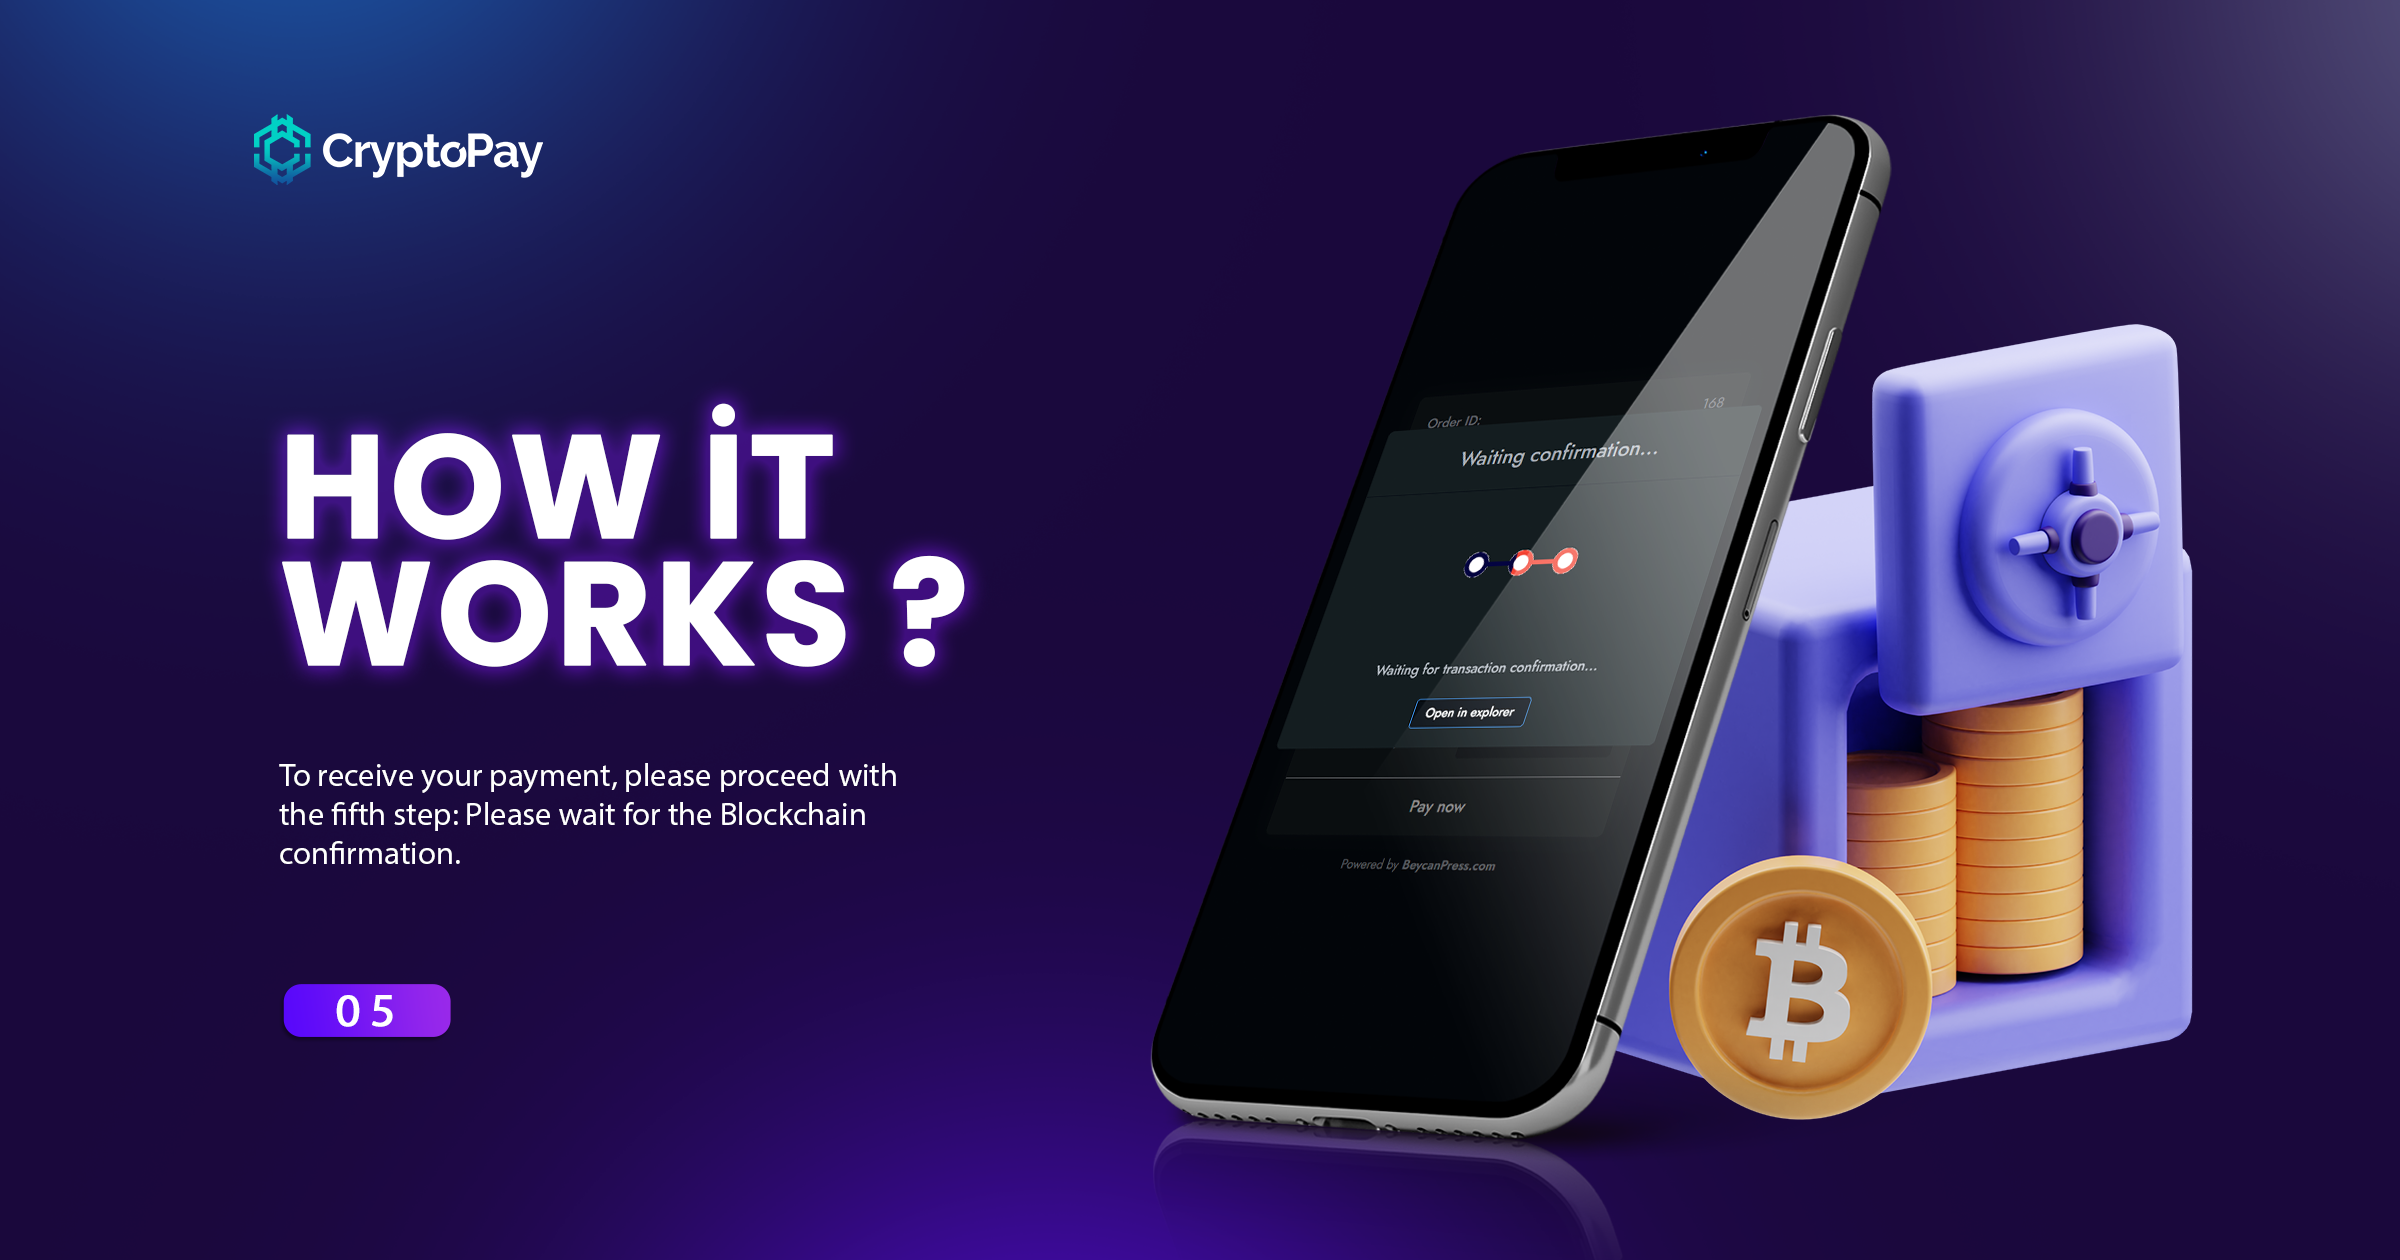 CryptoPay
HOW İT
WORKS ?
To receive your payment, please proceed with
the fifth step: Please wait for the Blockchain
confirmation.
05
Order ID:
168
Waiting confirmation...
Waiting for transaction confirmation...
Open in explorer
Pay now
Powered by BeycanPress.com